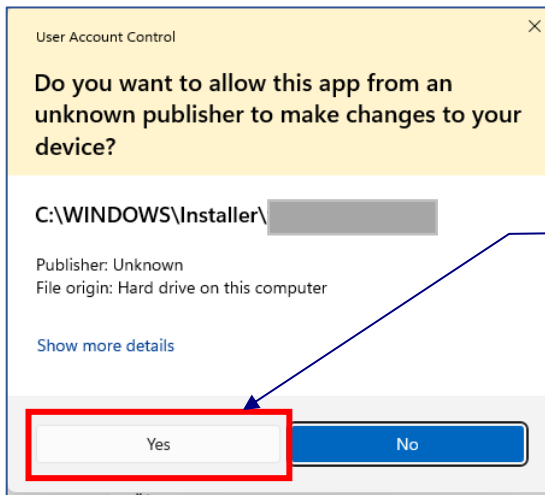 User Account Control
Do you want to allow this app from an
unknown publisher to make changes to your
device?
C:\WINDOWS\Installer\
Publisher: Unknown
File origin: Hard drive on this computer
Show more details
Yes
No